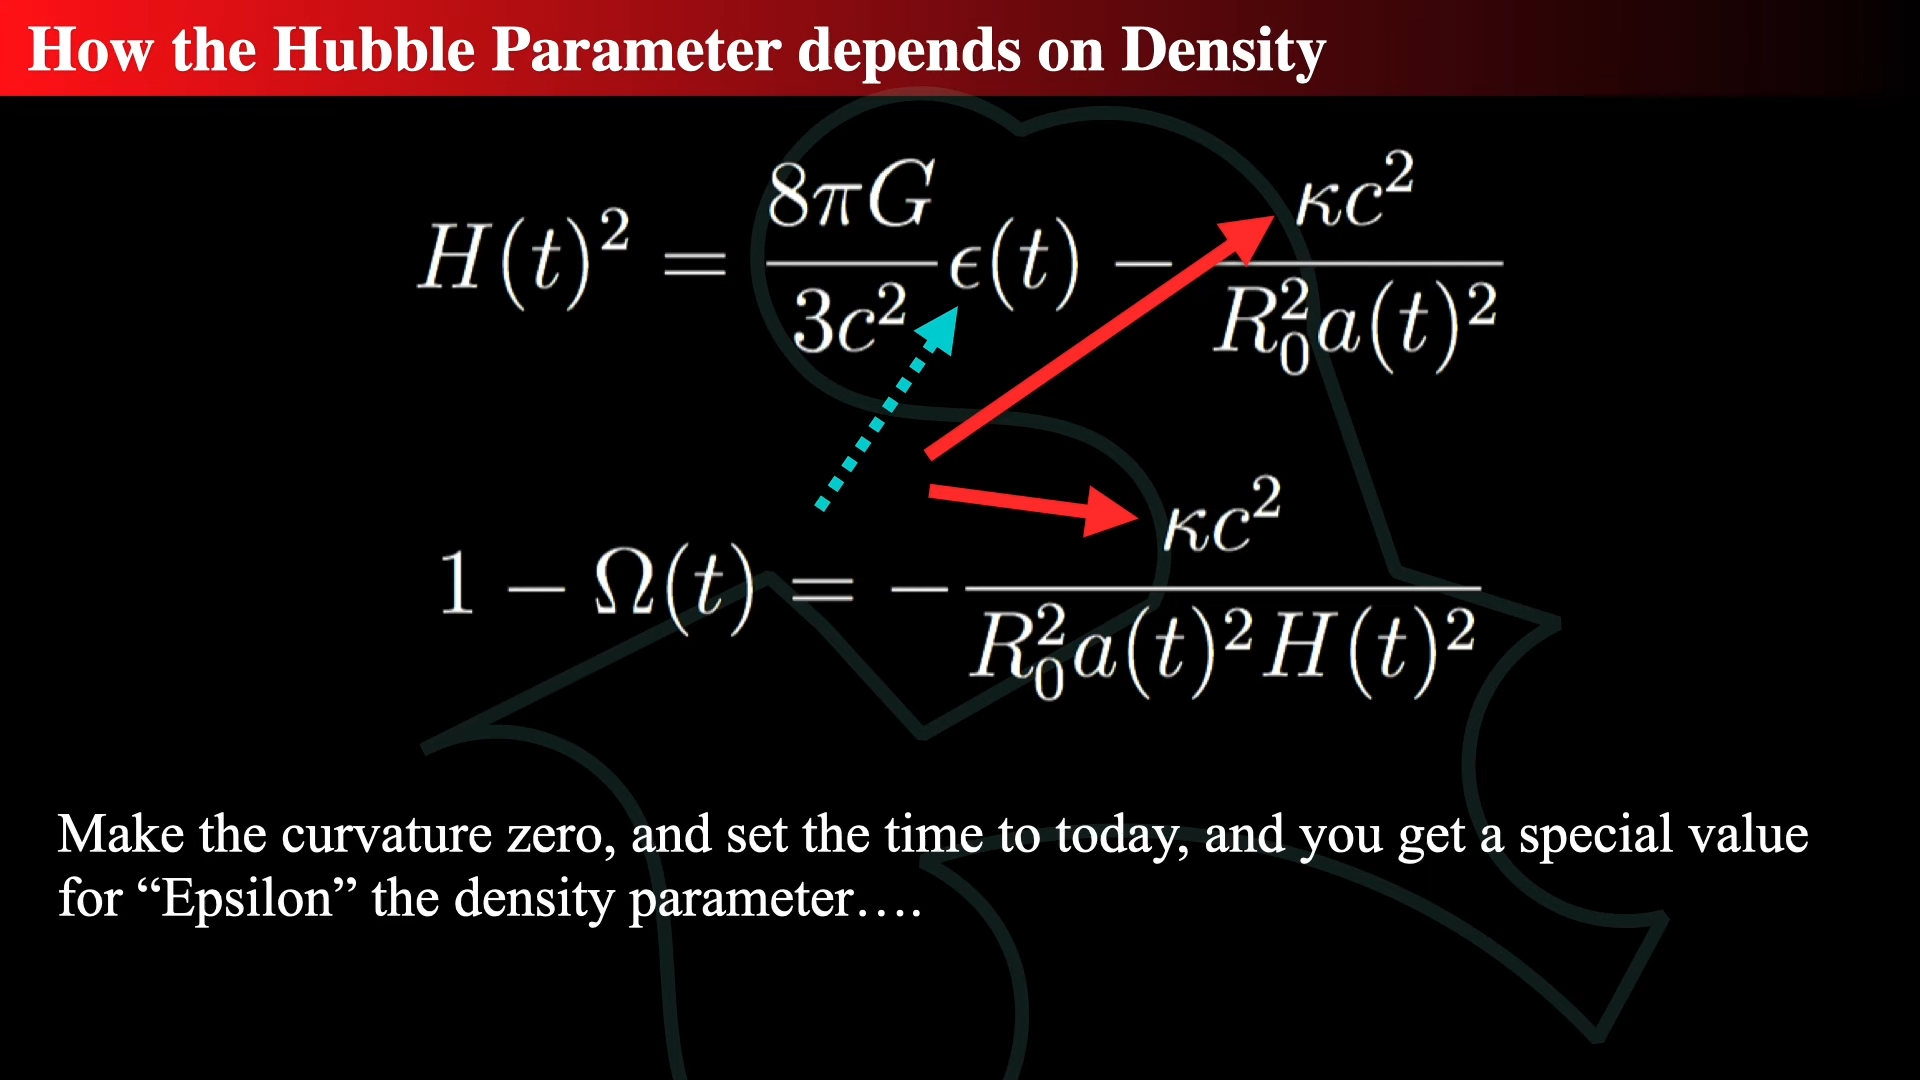 How the Hubble Parameter depends on Density
H(t)² = 8πG/3c² ϵ(t) − κc²/R₀²a(t)²
1 − Ω(t) = − κc²/R₀²a(t)²H(t)²
Make the curvature zero, and set the time to today, and you get a special value
for “Epsilon” the density parameter….